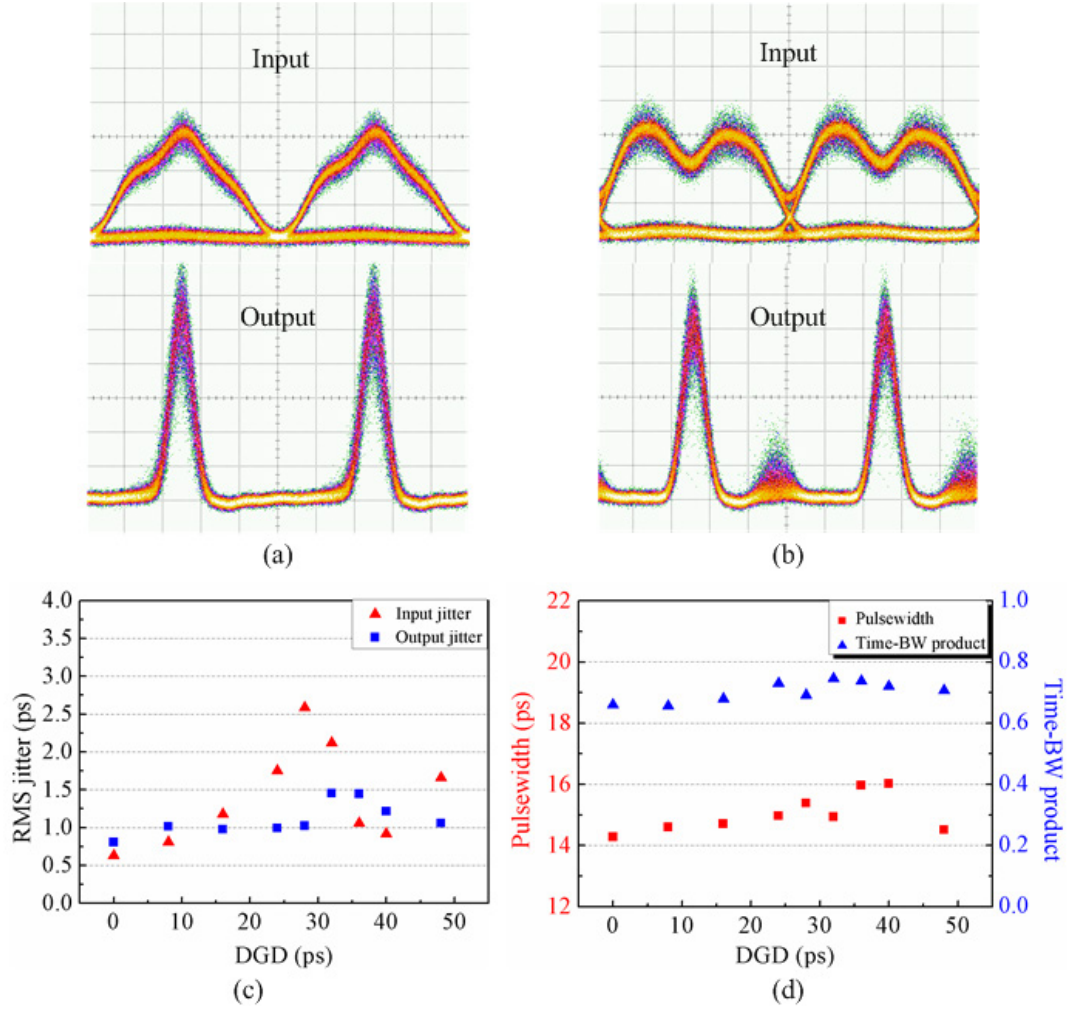 Input
Input
Output
Output
(a)
(b)
4.0
3.5
3.0
2.5
2.0
1.5
1.0
0.5
0.0
RMS jitter (ps)
Input jitter
Output jitter
0
10
20
30
40
50
DGD (ps)
(c)
22
20
18
16
14
12
Pulsewidth (ps)
Pulsewidth
Time-BW product
1.0
0.8
0.6
0.4
0.2
0.0
Time-BW
product
0
10
20
30
40
50
DGD (ps)
(d)